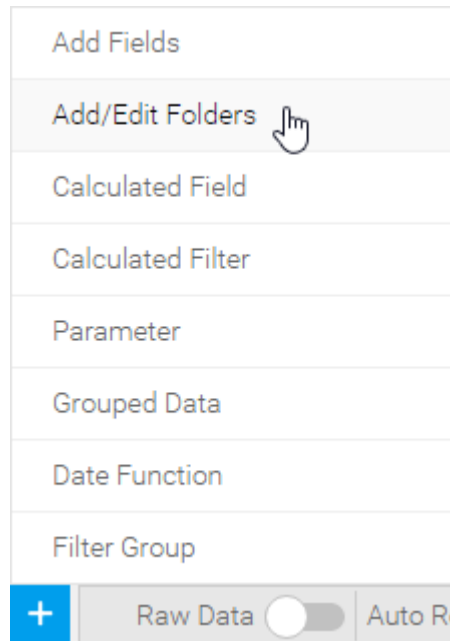 Add Fields
Add/Edit Folders
Calculated Field
Calculated Filter
Parameter
Grouped Data
Date Function
Filter Group
+ Raw Data Auto